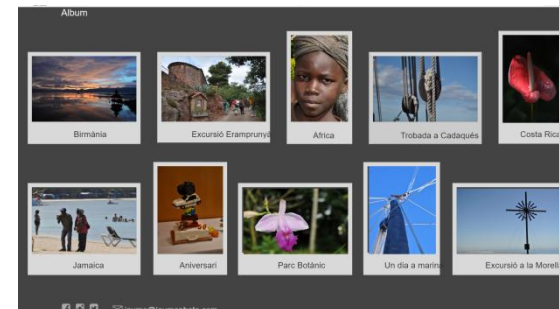 Album
Birmània
Excursió Eramprunyà
Africa
Trobada a Cadaqués
Costa Rica
Jamaica
Aniversari
Parc Botànic
Un dia a marina
Excursió a la Morella